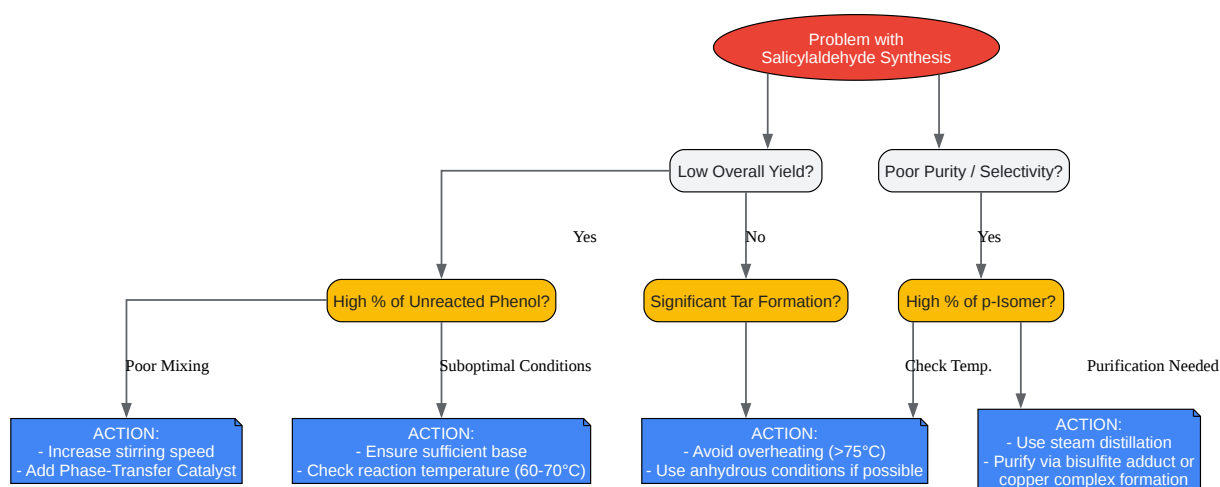 Problem with
Salicylaldehyde Synthesis
Low Overall Yield?
Poor Purity / Selectivity?
Yes
No
Yes
High % of Unreacted Phenol?
Significant Tar Formation?
High % of p-Isomer?
Poor Mixing
Suboptimal Conditions
Check Temp.
Purification Needed
ACTION:
- Increase stirring speed
- Add Phase-Transfer Catalyst
ACTION:
- Ensure sufficient base
- Check reaction temperature (60-70°C)
ACTION:
- Avoid overheating (>75°C)
- Use anhydrous conditions if possible
ACTION:
- Use steam distillation
- Purify via bisulfite adduct or
copper complex formation